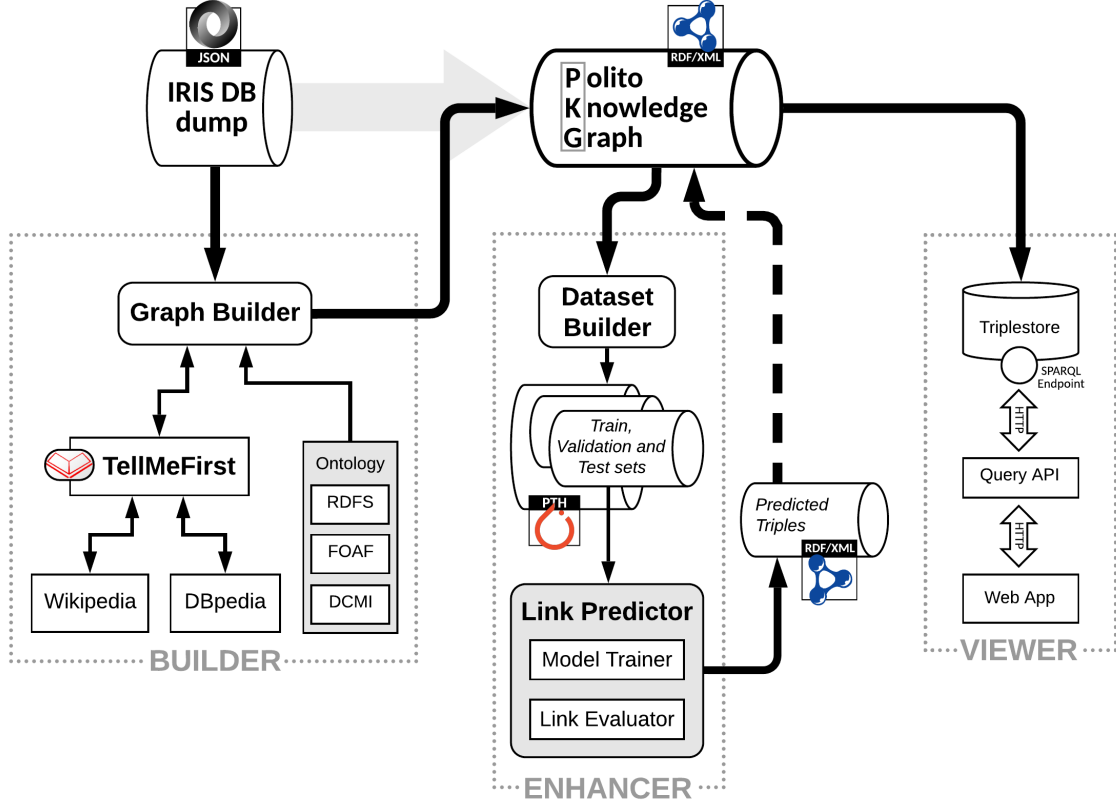 JSON
IRIS DB
dump
RDF/XML
Polito
Knowledge
Graph
Graph Builder
TellMeFirst
Wikipedia
DBpedia
Ontology
RDFS
FOAF
DCMI
BUILDER
Dataset
Builder
Train,
Validation and
Test sets
PTH
Link Predictor
Model Trainer
Link Evaluator
ENHANCER
Predicted
Triples
RDF/XML
Triplestore
SPARQL
Endpoint
HTTP
Query API
HTTP
Web App
VIEWER